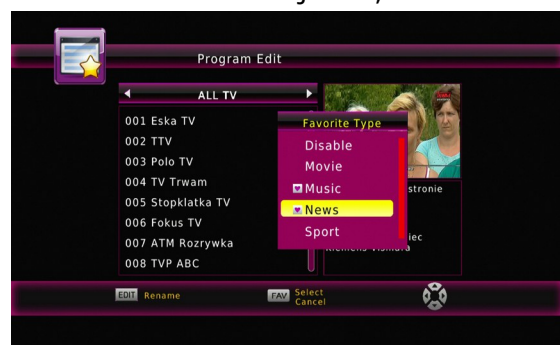 Program Edit
ALL TV
001 Eska TV
002 TTV
003 Polo TV
004 TV Trwam
005 Stopklatka TV
006 Fokus TV
007 ATM Rozrywka
008 TVP ABC
Favorite Type
Disable
Movie
Music
News
Sport
stronie
iec
EDIT Rename
FAV Select
Cancel